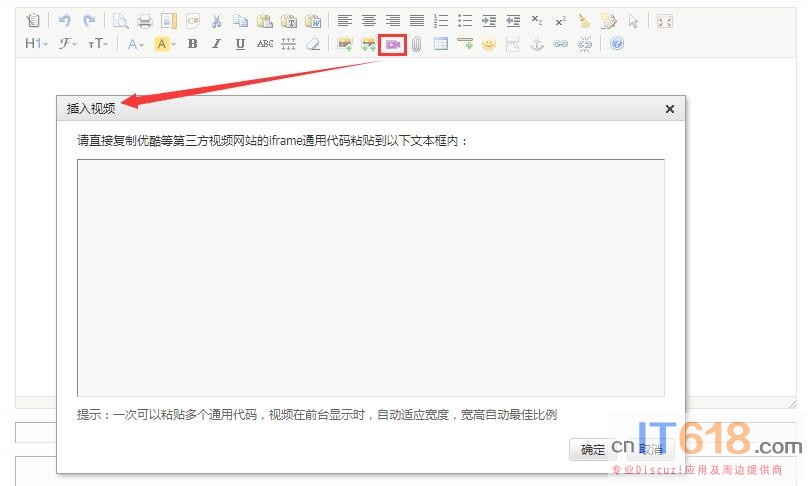 H1 F TT A A B I U ABC
插入视频
请直接复制优酷等第三方视频网站的iframe通用代码粘贴到以下文本框内：
提示：一次可以粘贴多个通用代码，视频在前台显示时，自动适应宽度，宽高自动最佳比例
确定 取消
cnIT618.com
专业Discuz!应用及周边提供商